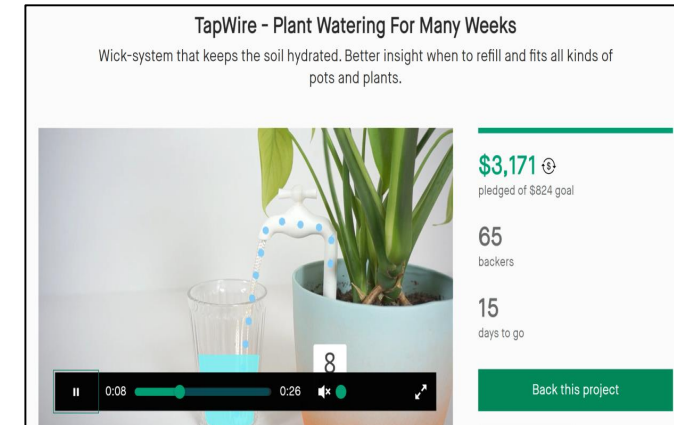 TapWire - Plant Watering For Many Weeks
Wick-system that keeps the soil hydrated. Better insight when to refill and fits all kinds of
pots and plants.
$3,171
pledged of $824 goal
65
backers
15
days to go
8
0:08 0:26
Back this project